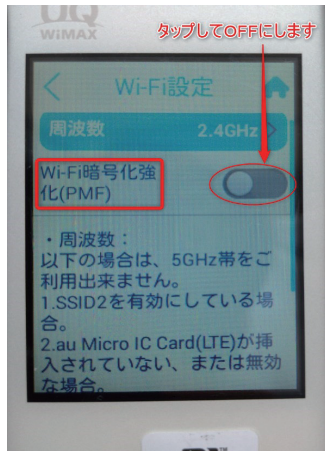 UQ
WiMAX
タップしてOFFにします
Wi-Fi設定
周波数 2.4GHz
Wi-Fi暗号化強
化(PMF)
・周波数：
以下の場合は、5GHz帯をご
利用出来ません。
1.SSID2を有効にしている場
合。
2.au Micro IC Card(LTE)が挿
入されていない、または無効
な場合。